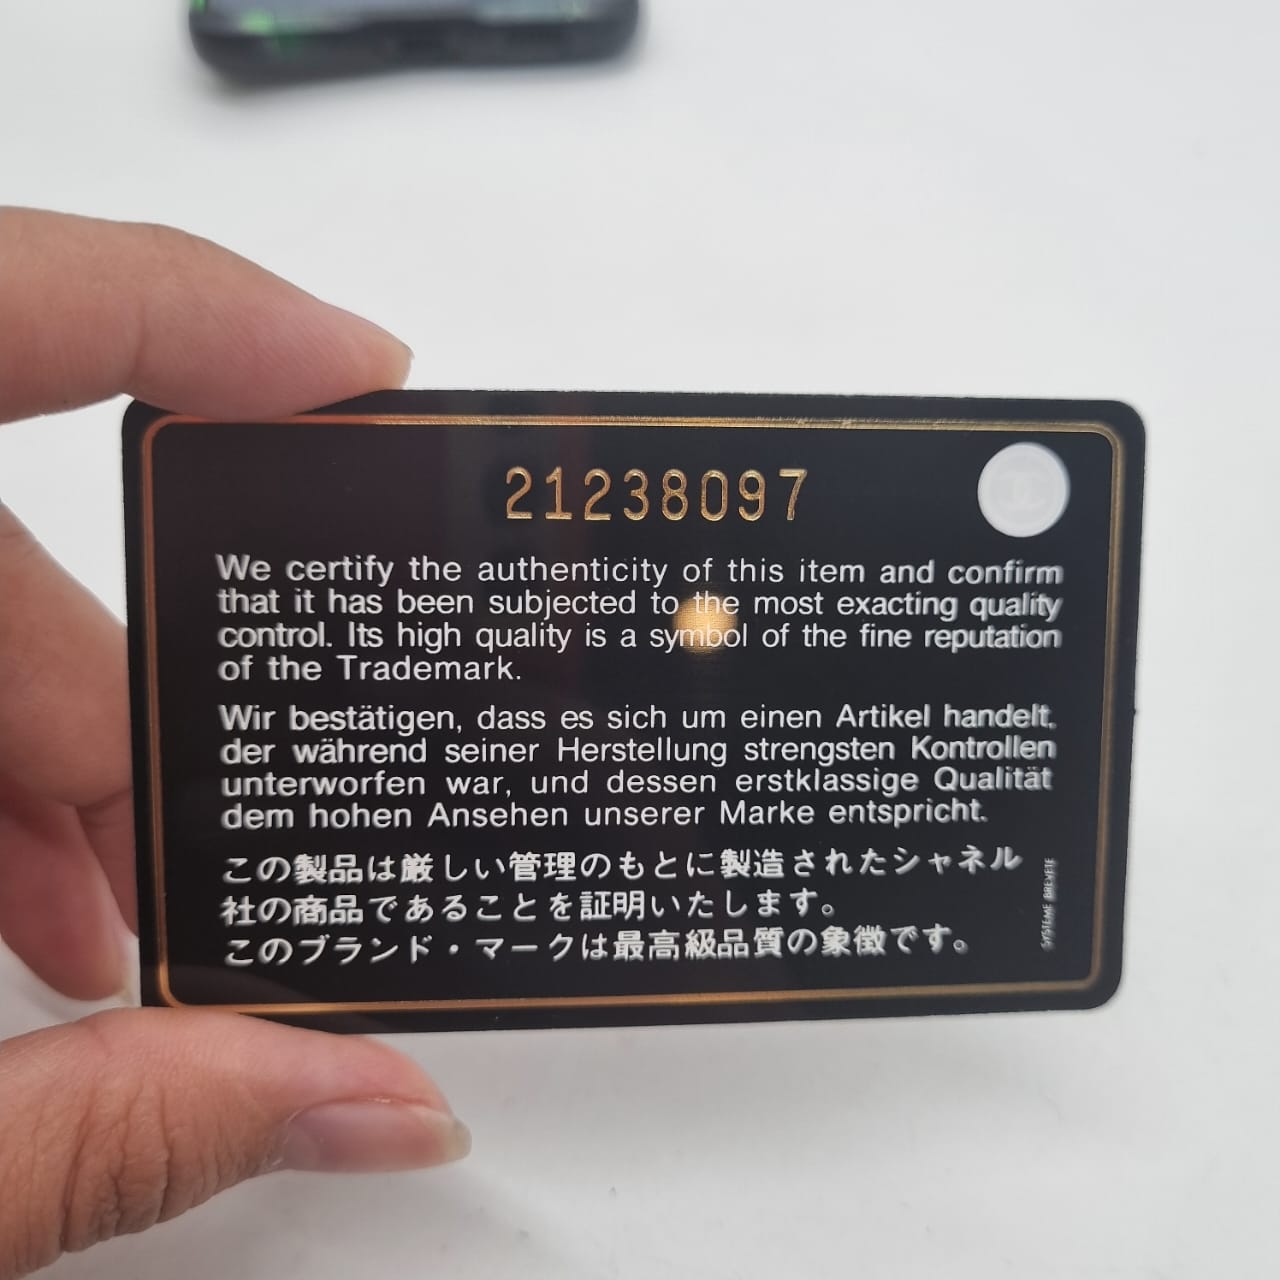 21238097
We certify the authenticity of this item and confirm
that it has been subjected to the most exacting quality
control. Its high quality is a symbol of the fine reputation
of the Trademark.
Wir bestätigen, dass es sich um einen Artikel handelt,
der während seiner Herstellung strengsten Kontrollen
unterworfen war, und dessen erstklassige Qualität
dem hohen Ansehen unserer Marke entspricht.
この製品は厳しい管理のもとに製造されたシャネル
社の商品であることを証明いたします。
このブランド・マークは最高級品質の象徴です。
SYSTEME BREVETE